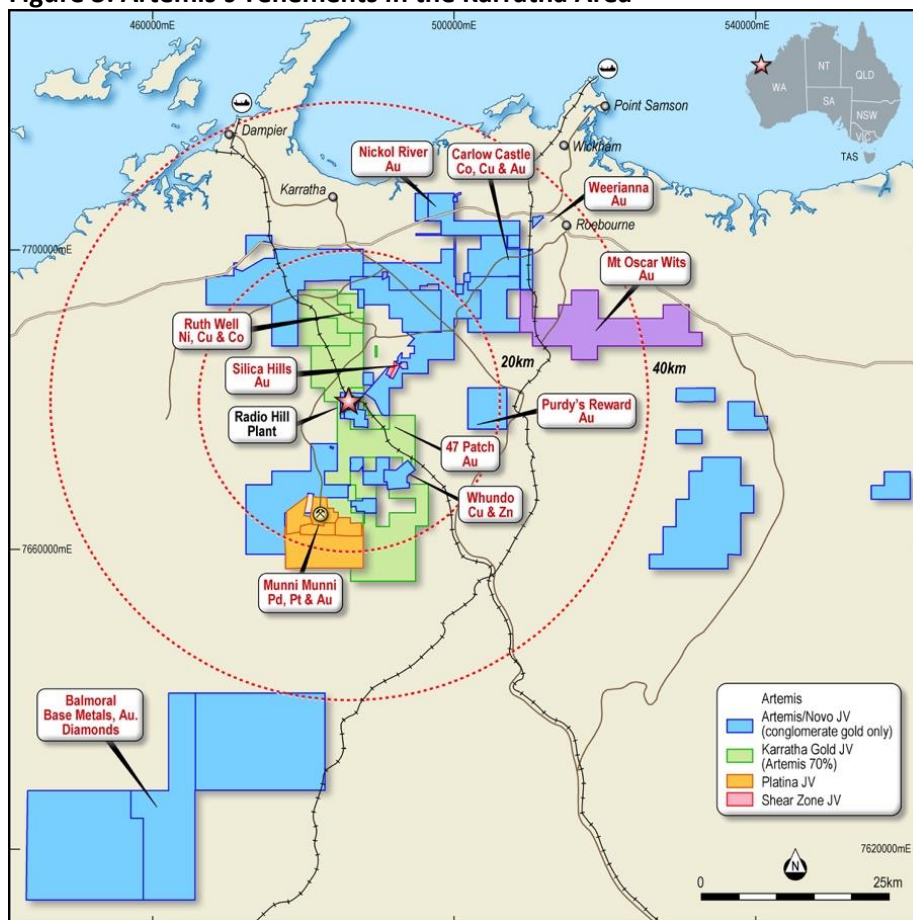 Figure 3: Artemis's Tenements in the Karratha Area
460000mE
500000mE
540000mE
NT
QLD
WA
SA
NSW
VIC
TAS
Point Samson
Dampier
Wickham
Nickol River
Au
Carlow Castle
Co, Cu & Au
Weerianna
Au
Karratha
Roebourne
7700000mE
Mt Oscar Wits
Au
Ruth Well
Ni, Cu & Co
Silica Hills
Au
20km
40km
Radio Hill
Plant
Purdy's Reward
Au
47 Patch
Au
Whundo
Cu & Zn
7660000mE
Munni Munni
Pd, Pt & Au
Balmoral
Base Metals, Au.
Diamonds
Artemis
Artemis/Novo JV
(conglomerate gold only)
Karratha Gold JV
(Artemis 70%)
Platina JV
Shear Zone JV
7620000mE
N
0
25km